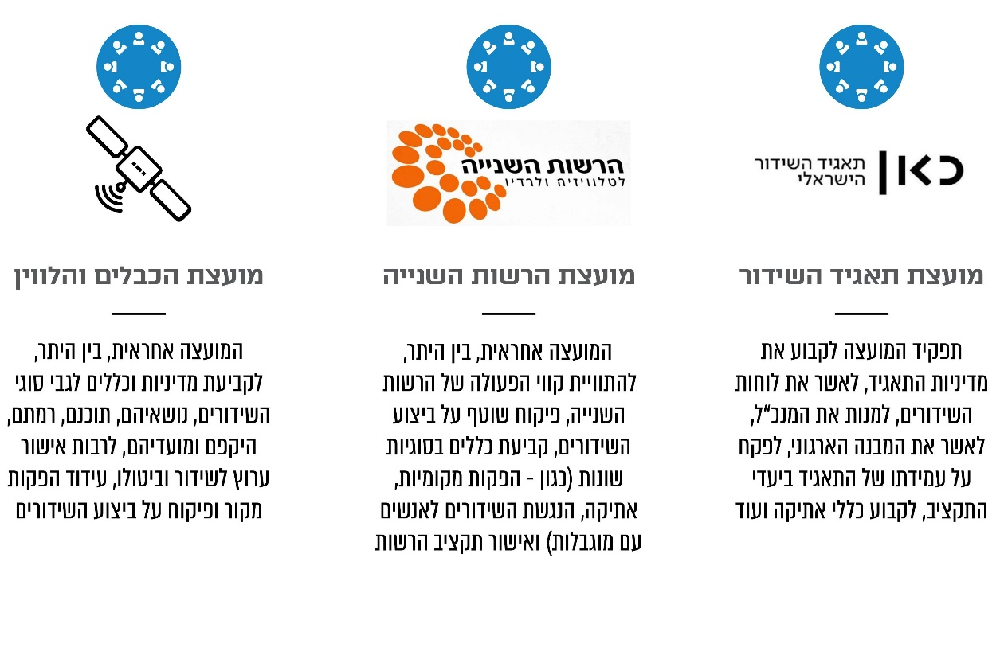 כאן
תאגיד השידור
הישראלי
מועצת תאגיד השידור
תפקיד המועצה לקבוע את
מדיניות התאגיד, לאשר את לוחות
השידורים, למנות את המנכ״ל,
לאשר את המבנה הארגוני, לפקח
על עמידתו של התאגיד ביעדי
התקציב, לקבוע כללי אתיקה ועוד
הרשות השנייה
לטלוויזיה ולרדיו
מועצת הרשות השנייה
המועצה אחראית, בין היתר,
להתוויית קווי הפעולה של הרשות
השנייה, פיקוח שוטף על ביצוע
השידורים, קביעת כללים בסוגיות
שונות (כגון - הפקות מקומיות,
אתיקה, הנגשת השידורים לאנשים
עם מוגבלות) ואישור תקציב הרשות
מועצת הכבלים והלווין
המועצה אחראית, בין היתר,
לקביעת מדיניות וכללים לגבי סוגי
השידורים, נושאיהם, תוכנם, רמתם,
היקפם ומועדיהם, לרבות אישור
ערוץ לשידור וביטולו, עידוד הפקות
מקור ופיקוח על ביצוע השידורים